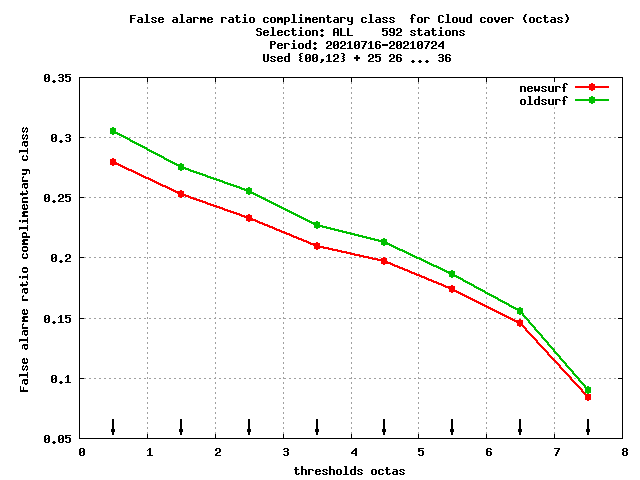 False alarme ratio complimentary class  for Cloud cover (octas)
Selection: ALL    592 stations
Period: 20210716-20210724
Used {00,12} + 25 26 ... 36
newsurf
oldsurf
False alarme ratio complimentary class
0.35
0.3
0.25
0.2
0.15
0.1
0.05
0 1 2 3 4 5 6 7 8
thresholds octas